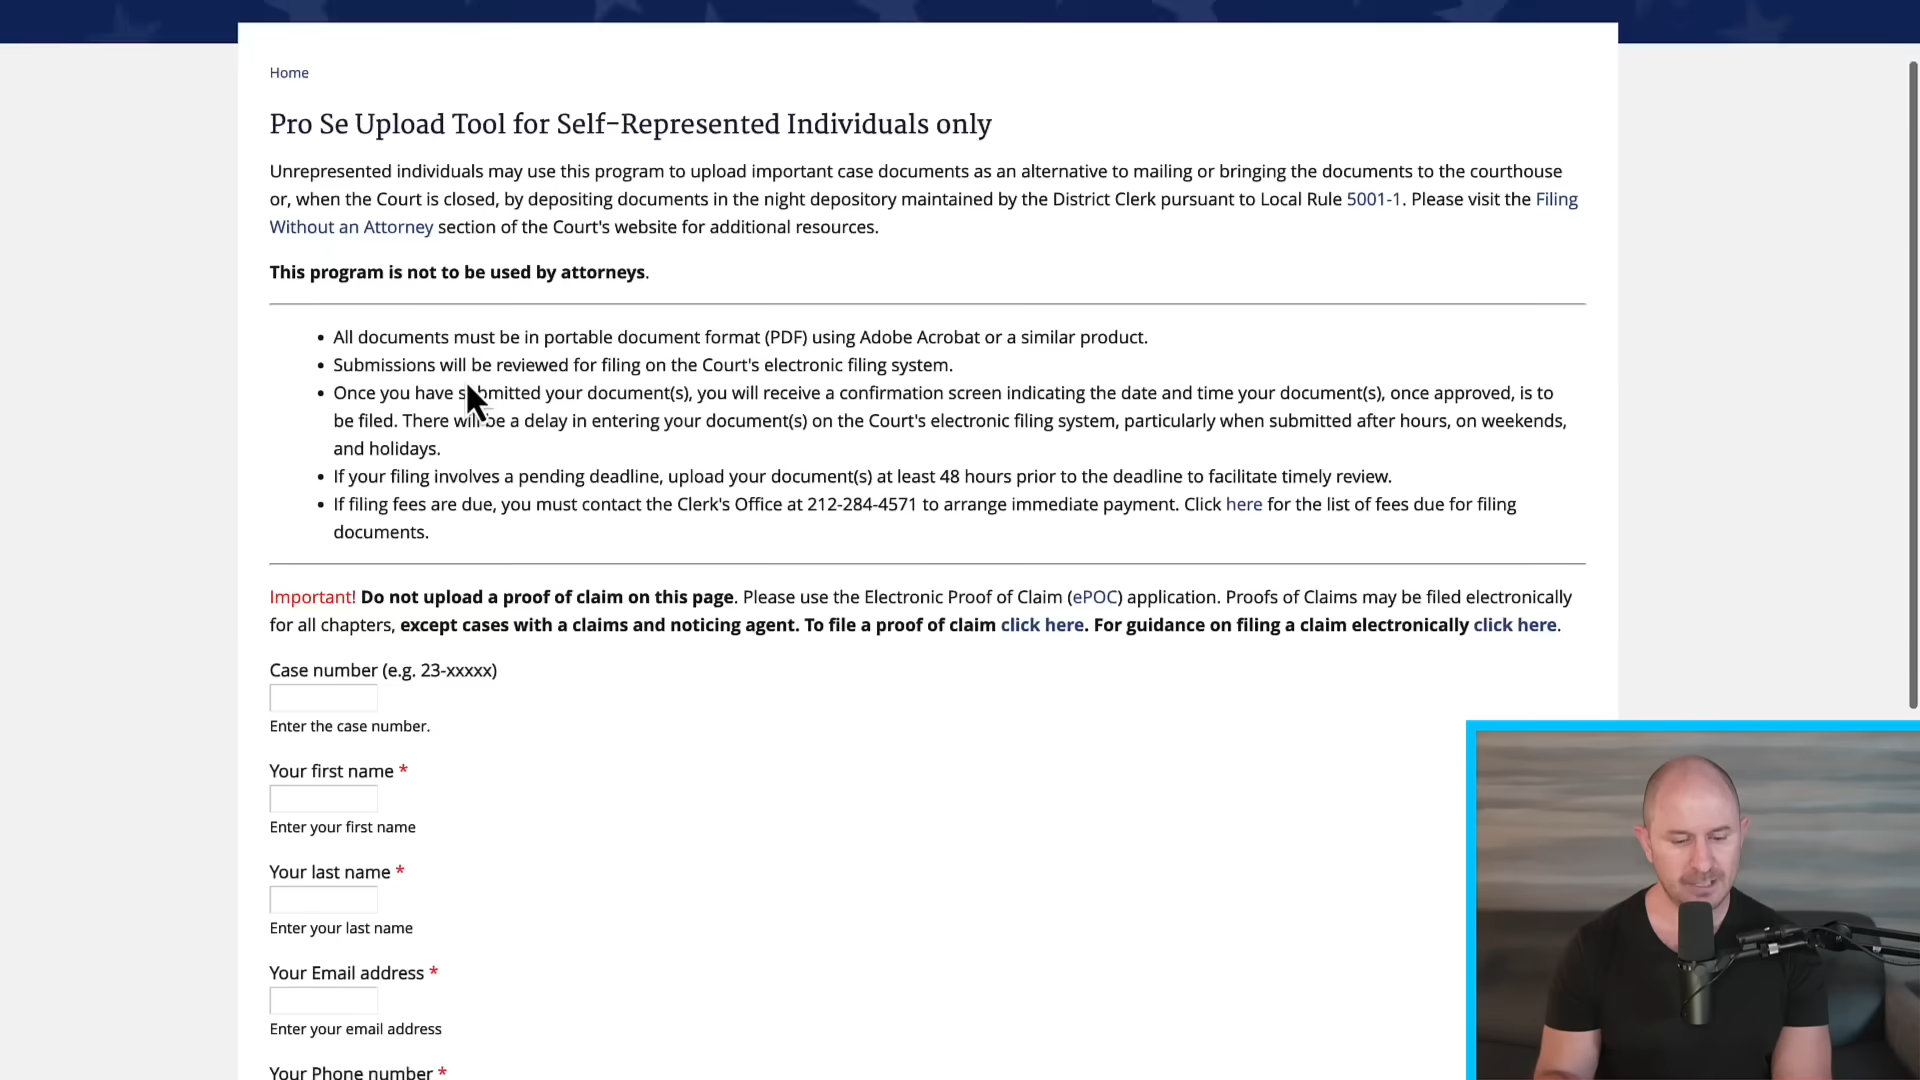 Home
Pro Se Upload Tool for Self-Represented Individuals only
Unrepresented individuals may use this program to upload important case documents as an alternative to mailing or bringing the documents to the courthouse
or, when the Court is closed, by depositing documents in the night depository maintained by the District Clerk pursuant to Local Rule 5001-1. Please visit the Filing
Without an Attorney section of the Court's website for additional resources.
This program is not to be used by attorneys.
• All documents must be in portable document format (PDF) using Adobe Acrobat or a similar product.
• Submissions will be reviewed for filing on the Court's electronic filing system.
• Once you have submitted your document(s), you will receive a confirmation screen indicating the date and time your document(s), once approved, is to
be filed. There will be a delay in entering your document(s) on the Court's electronic filing system, particularly when submitted after hours, on weekends,
and holidays.
• If your filing involves a pending deadline, upload your document(s) at least 48 hours prior to the deadline to facilitate timely review.
• If filing fees are due, you must contact the Clerk's Office at 212-284-4571 to arrange immediate payment. Click here for the list of fees due for filing
documents.
Important! Do not upload a proof of claim on this page. Please use the Electronic Proof of Claim (ePOC) application. Proofs of Claims may be filed electronically
for all chapters, except cases with a claims and noticing agent. To file a proof of claim click here. For guidance on filing a claim electronically click here.
Case number (e.g. 23-xxxxx)
Enter the case number.
Your first name *
Enter your first name
Your last name *
Enter your last name
Your Email address *
Enter your email address
Your Phone number *